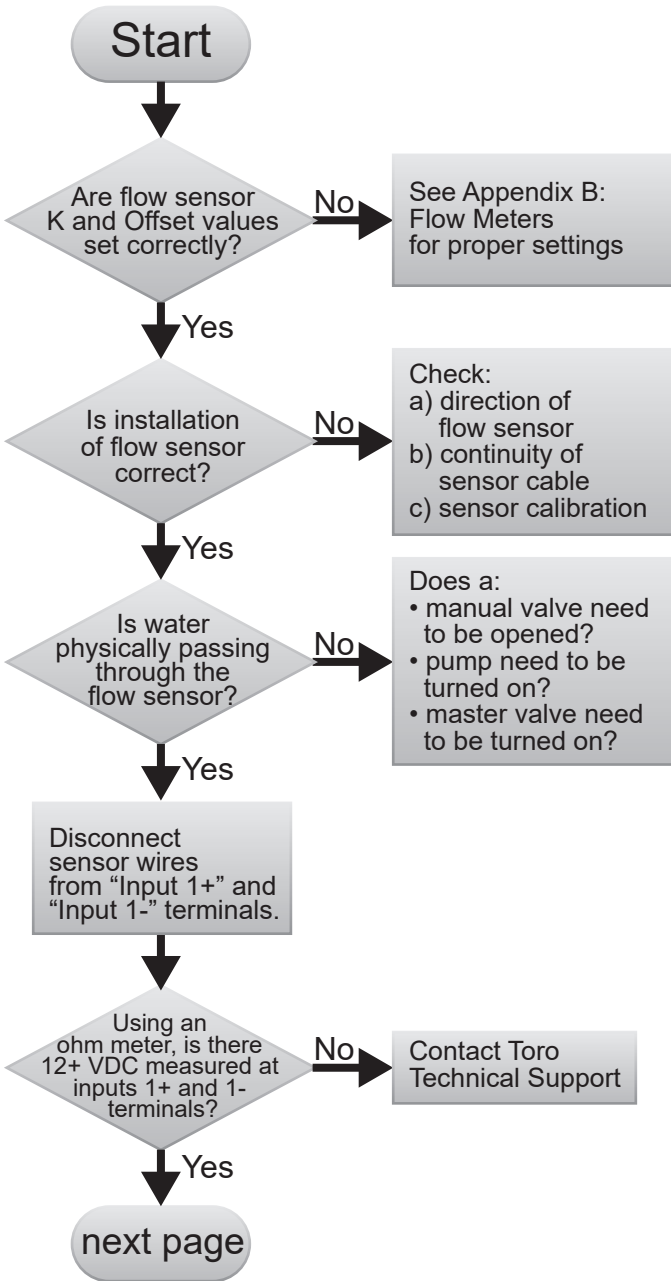 Start
Are flow sensor
K and Offset values
set correctly?
No
See Appendix B:
Flow Meters
for proper settings
Yes
Is installation
of flow sensor
correct?
No
Check:
a) direction of
flow sensor
b) continuity of
sensor cable
c) sensor calibration
Yes
Is water
physically passing
through the
flow sensor?
No
Does a:
• manual valve need
to be opened?
• pump need to be
turned on?
• master valve need
to be turned on?
Yes
Disconnect
sensor wires
from “Input 1+” and
“Input 1-” terminals.
Using an
ohm meter, is there
12+ VDC measured at
inputs 1+ and 1-
terminals?
No
Contact Toro
Technical Support
Yes
next page